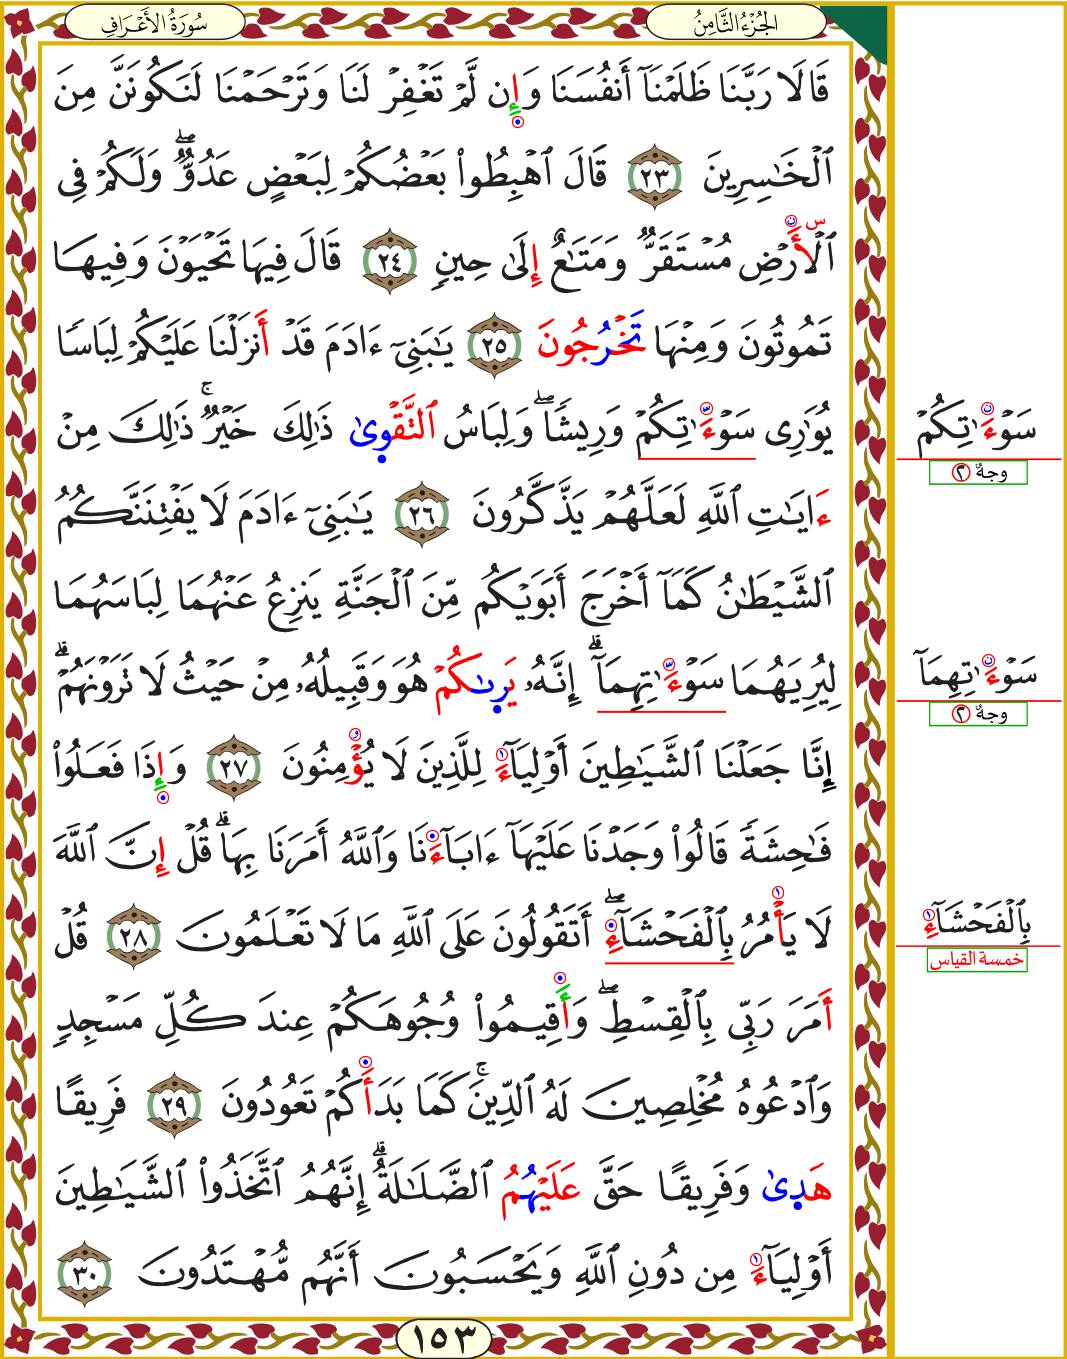 سُورَةُ الأَعْرَافِ
الجُزْءُ الثَّامِنُ
قَالَا رَبَّنَا ظَلَمْنَآ أَنفُسَنَا وَإِن لَّمْ تَغْفِرْ لَنَا وَتَرْحَمْنَا لَنَكُونَنَّ مِنَ
ٱلْخَـٰسِرِينَ ٢٣ قَالَ ٱهْبِطُوا۟ بَعْضُكُمْ لِبَعْضٍ عَدُوٌّ ۖ وَلَكُمْ فِى
ٱلْأَرْضِ مُسْتَقَرٌّ وَمَتَـٰعٌ إِلَىٰ حِينٍ ٢٤ قَالَ فِيهَا تَحْيَوْنَ وَفِيهَا
تَمُوتُونَ وَمِنْهَا تَخْرُجُونَ ٢٥ يَـٰبَنِىٓ ءَادَمَ قَدْ أَنزَلْنَا عَلَيْكُمْ لِبَاسًا
يُوَٰرِى سَوْءَٰتِكُمْ وَرِيشًا ۖ وَلِبَاسُ ٱلتَّقْوِىٰ ذَٰلِكَ خَيْرٌ ۚ ذَٰلِكَ مِنْ
ءَايَـٰتِ ٱللَّهِ لَعَلَّهُمْ يَذَّكَّرُونَ ٢٦ يَـٰبَنِىٓ ءَادَمَ لَا يَفْتِنَنَّكُمُ
ٱلشَّيْطَـٰنُ كَمَآ أَخْرَجَ أَبَوَيْكُم مِّنَ ٱلْجَنَّةِ يَنزِعُ عَنْهُمَا لِبَاسَهُمَا
لِيُرِيَهُمَا سَوْءَٰتِهِمَآ ۗ إِنَّهُۥ يَرِىٰكُمْ هُوَ وَقَبِيلُهُۥ مِنْ حَيْثُ لَا تَرَوْنَهُمْ ۗ
إِنَّا جَعَلْنَا ٱلشَّيَـٰطِينَ أَوْلِيَآءَ لِلَّذِينَ لَا يُؤْمِنُونَ ٢٧ وَإِذَا فَعَلُوا۟
فَـٰحِشَةً قَالُوا۟ وَجَدْنَا عَلَيْهَآ ءَابَآءَنَا وَٱللَّهُ أَمَرَنَا بِهَا ۗ قُلْ إِنَّ ٱللَّهَ
لَا يَأْمُرُ بِٱلْفَحْشَآءِ ۖ أَتَقُولُونَ عَلَى ٱللَّهِ مَا لَا تَعْلَمُونَ ٢٨ قُلْ
أَمَرَ رَبِّى بِٱلْقِسْطِ ۖ وَأَقِيمُوا۟ وُجُوهَكُمْ عِندَ كُلِّ مَسْجِدٍ
وَٱدْعُوهُ مُخْلِصِينَ لَهُ ٱلدِّينَ ۚ كَمَا بَدَأَكُمْ تَعُودُونَ ٢٩ فَرِيقًا
هَدِىٰ وَفَرِيقًا حَقَّ عَلَيْهُمُ ٱلضَّلَـٰلَةُ ۗ إِنَّهُمُ ٱتَّخَذُوا۟ ٱلشَّيَـٰطِينَ
أَوْلِيَآءَ مِن دُونِ ٱللَّهِ وَيَحْسَبُونَ أَنَّهُم مُّهْتَدُونَ ٣٠
١٥٣
سَوْءَٰتِكُمْ
وجهٌ ٢
سَوْءَٰتِهِمَآ
وجهٌ ٢
بِٱلْفَحْشَآءِ
خمسة القياس